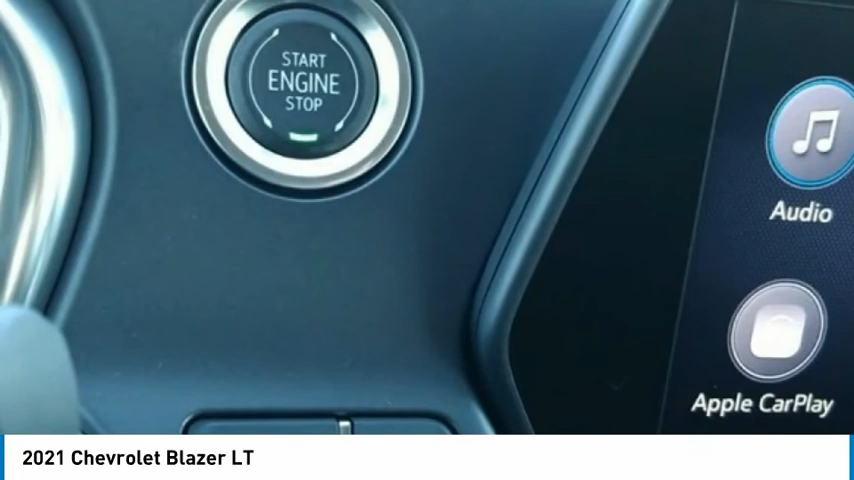 START
ENGINE
STOP
Audio
Apple CarPlay
2021 Chevrolet Blazer LT